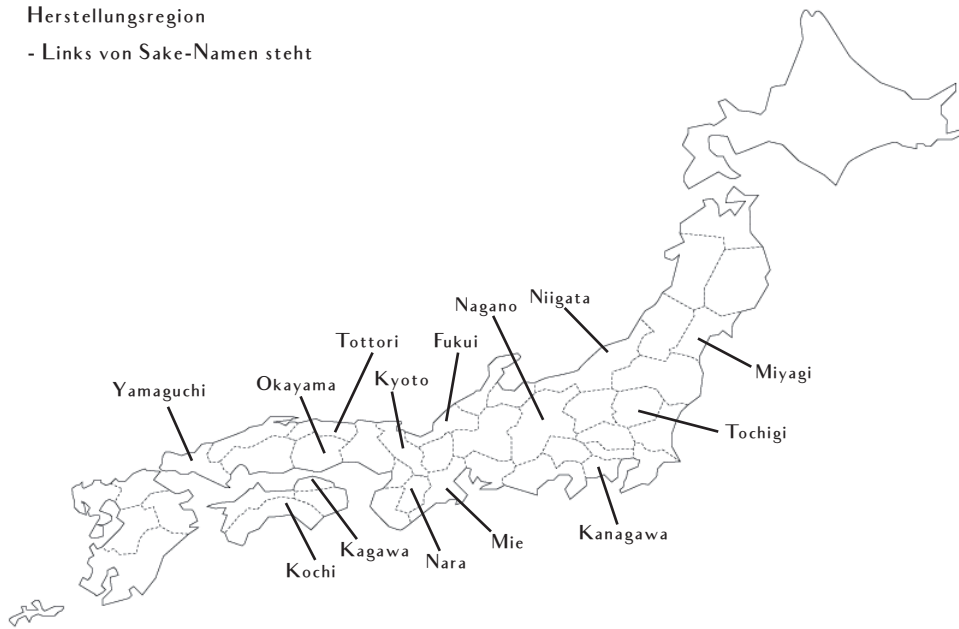 Herstellungsregion
- Links von Sake-Namen steht
Niigata
Nagano
Tottori
Fukui
Miyagi
Okayama
Kyoto
Yamaguchi
Tochigi
Kanagawa
Mie
Kagawa
Nara
Kochi